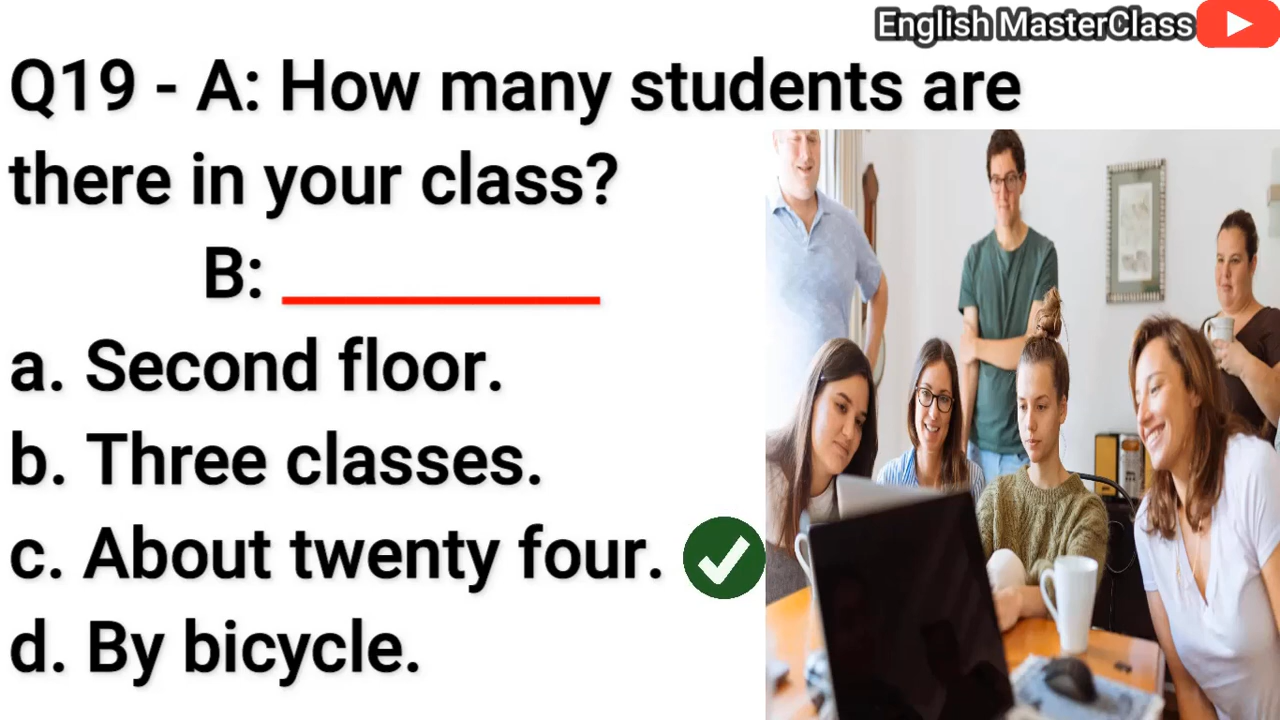 English MasterClass
Q19 - A: How many students are
there in your class?
B:
a. Second floor.
b. Three classes.
c. About twenty four.
d. By bicycle.